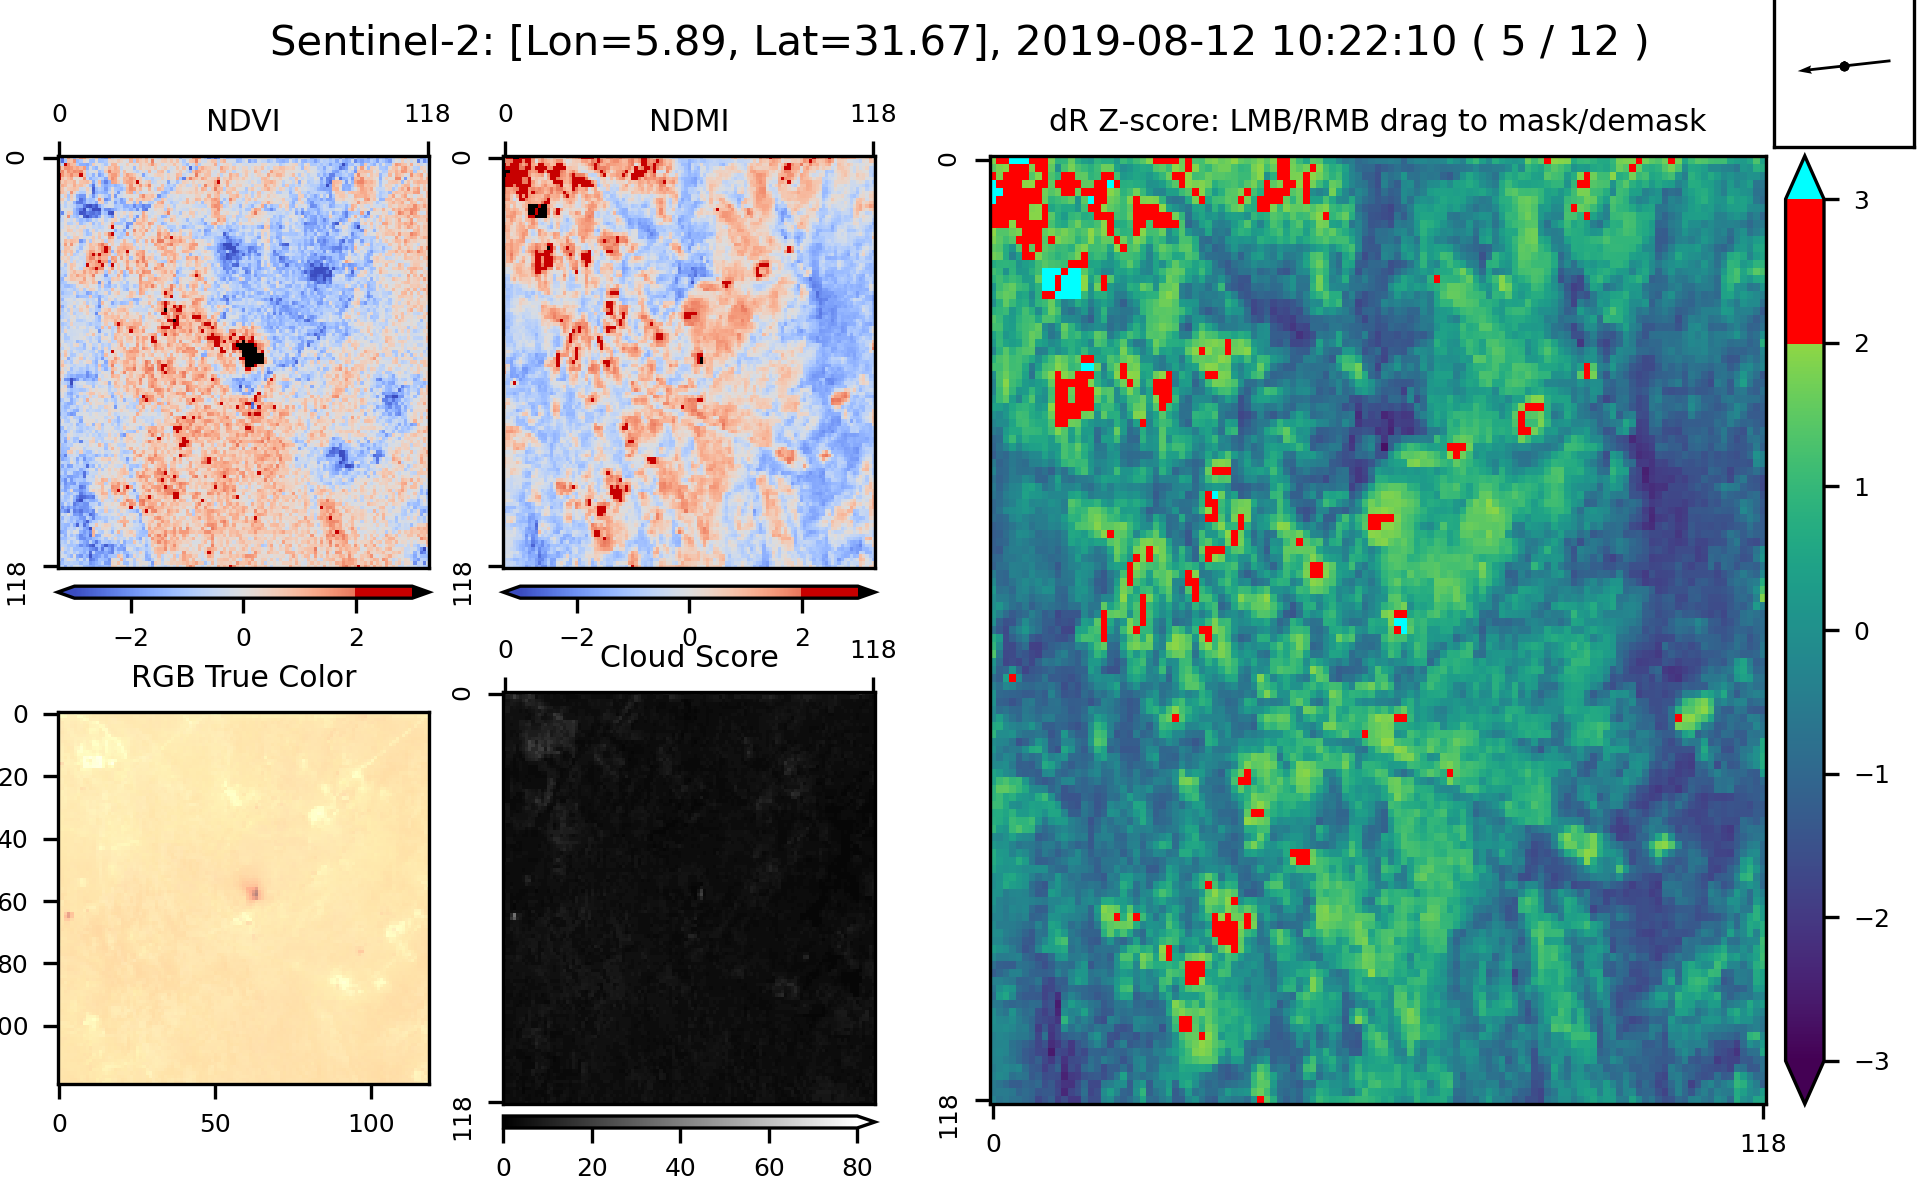 Sentinel-2: [Lon=5.89, Lat=31.67], 2019-08-12 10:22:10 ( 5 / 12 )
NDVI
0 118
0
118
−2 0 2
NDMI
0 118
0
118
−2 0 2
dR Z-score: LMB/RMB drag to mask/demask
0
118
0 118
3
2
1
0
−1
−2
−3
RGB True Color
0
20
40
60
80
00
0 50 100
Cloud Score
0 118
0
118
0 20 40 60 80